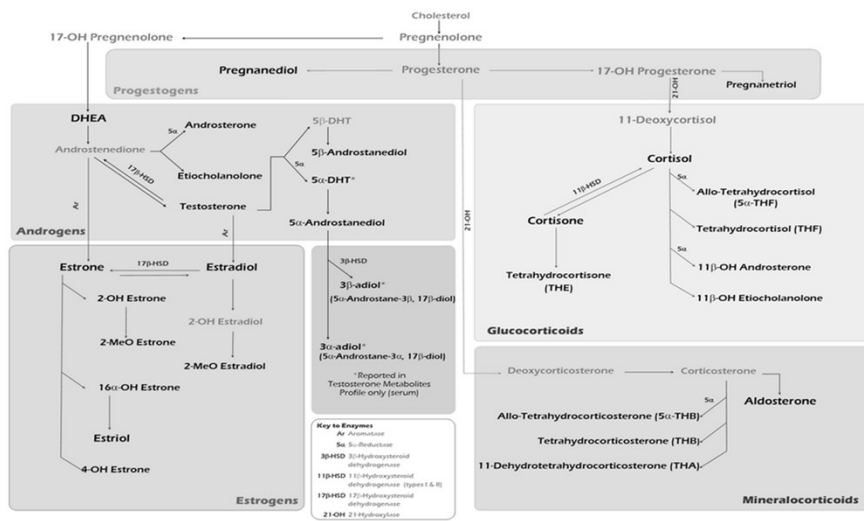 Cholesterol
17-OH Pregnenolone
Pregnenolone
Pregnanediol
Progesterone
17-OH Progesterone
Pregnanetriol
Progestogens
21-OH
DHEA
Androstenedione
5α
Androsterone
Etiocholanolone
17β-HSD
Testosterone
5β-DHT
5β-Androstanediol
5α
5α-DHT*
5α-Androstanediol
Ar
Ar
Androgens
21-OH
11-Deoxycortisol
Cortisol
11β-HSD
Cortisone
Tetrahydrocortisone
(THE)
5α
Allo-Tetrahydrocortisol
(5α-THF)
Tetrahydrocortisol (THF)
5α
11β-OH Androsterone
11β-OH Etiocholanolone
Glucocorticoids
Estrone
17β-HSD
Estradiol
2-OH Estrone
2-MeO Estrone
2-OH Estradiol
2-MeO Estradiol
16α-OH Estrone
Estriol
4-OH Estrone
Estrogens
3β-HSD
3β-adiol*
(5α-Androstane-3β, 17β-diol)
3α-adiol*
(5α-Androstane-3α, 17β-diol)
*Reported in
Testosterone Metabolites
Profile only (serum)
Key to Enzymes
Ar Aromatase
5α 5α-Reductase
3β-HSD 3β-Hydroxysteroid
dehydrogenase
11β-HSD 11β-Hydroxysteroid
dehydrogenase (types I & II)
17β-HSD 17β-Hydroxysteroid
dehydrogenase
21-OH 21-Hydroxylase
Deoxycorticosterone
Corticosterone
Aldosterone
5α
Allo-Tetrahydrocorticosterone (5α-THB)
Tetrahydrocorticosterone (THB)
11-Dehydrotetrahydrocorticosterone (THA)
Mineralocorticoids